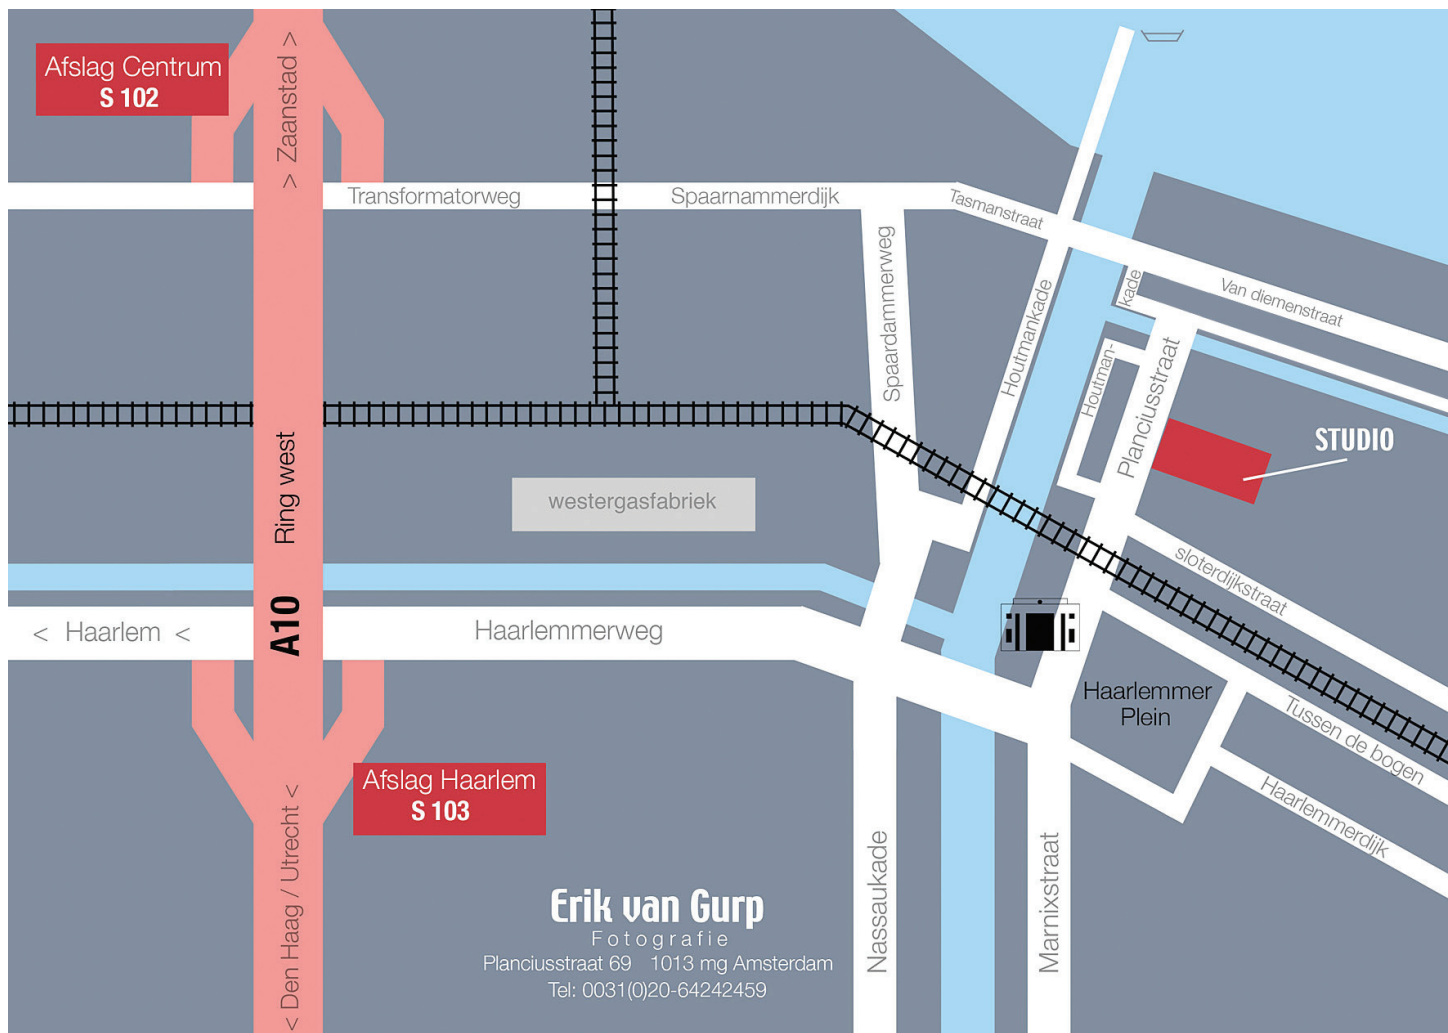 Afslag Centrum
S 102
> Zaanstad >
Transformatorweg
Spaarnammerdijk
Tasmanstraat
Van diemenstraat
Spaardammerweg
Houtmankade
Houtman-
kade
Planciusstraat
STUDIO
Ring west
A10
westergasfabriek
sloterdijkstraat
< Haarlem <
Haarlemmerweg
Haarlemmer
Plein
Tussen de bogen
Haarlemmerdijk
Afslag Haarlem
S 103
< Den Haag / Utrecht <
Nassaukade
Marnixstraat
Erik van Gurp
Fotografie
Planciusstraat 69 1013 mg Amsterdam
Tel: 0031(0)20-64242459